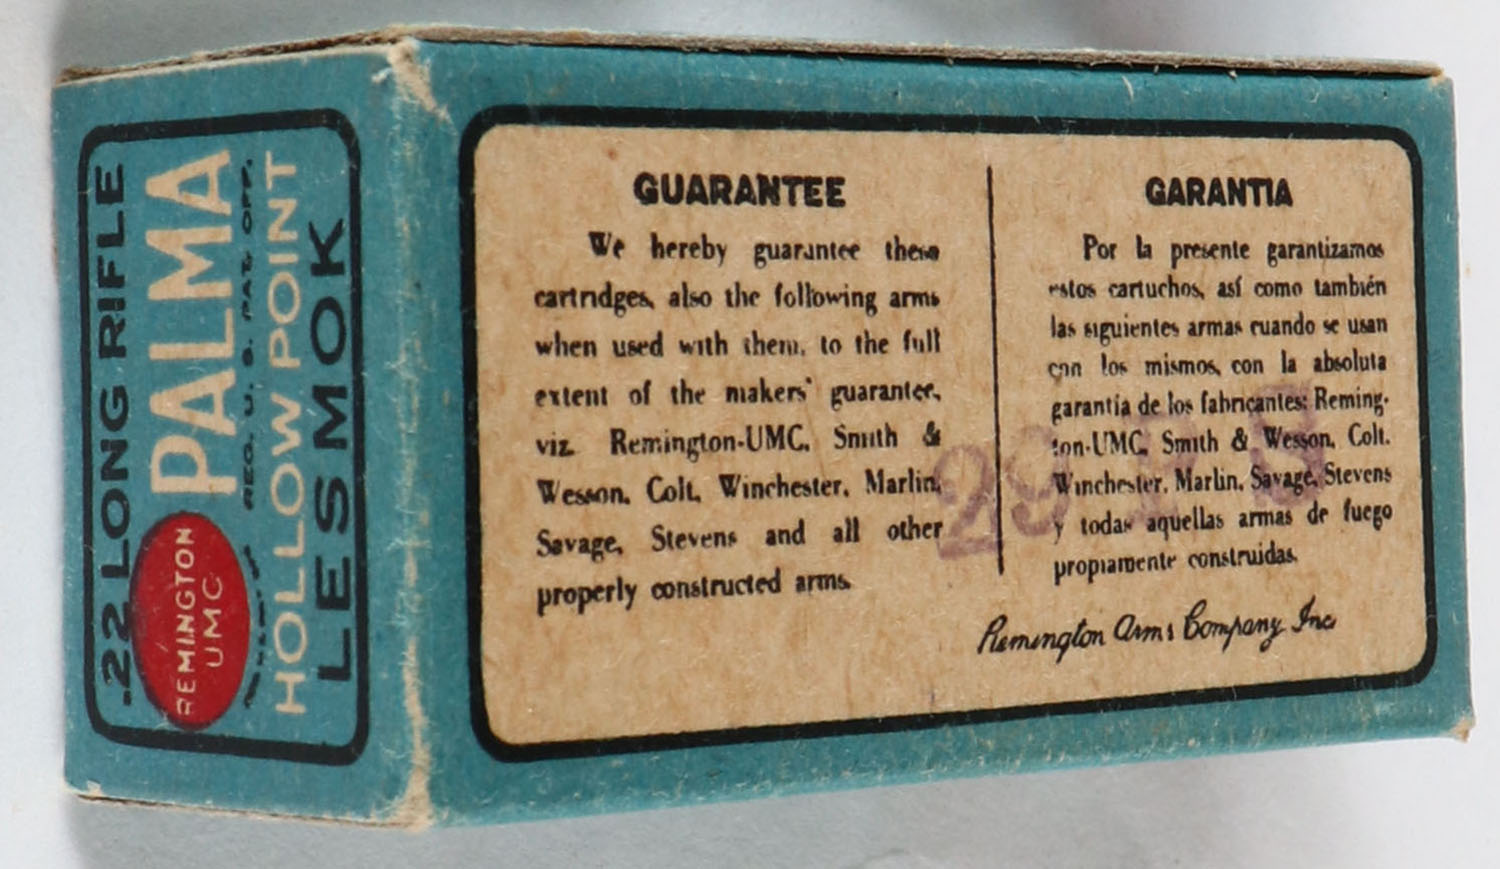 .22 LONG RIFLE
PALMA
REMINGTON
UMC
REG. U. S. PAT. OFF.
HOLLOW POINT
LESMOK
GUARANTEE
We hereby guarantee these
cartridges, also the following arms
when used with them, to the full
extent of the makers' guarantee,
viz. Remington-UMC, Smith &
Wesson, Colt, Winchester, Marlin,
Savage, Stevens and all other
properly constructed arms.
GARANTIA
Por la presente garantizamos
estos cartuchos, así como también
las siguientes armas cuando se usan
con los mismos, con la absoluta
garantía de los fabricantes: Reming-
ton-UMC, Smith & Wesson, Colt,
Winchester, Marlin, Savage, Stevens
y todas aquellas armas de fuego
propiamente construidas.
Remington Arms Company Inc